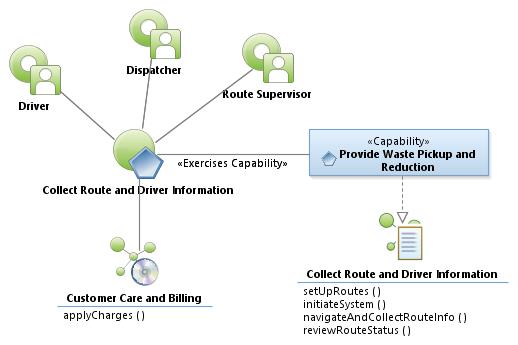 Dispatcher
Driver
Route Supervisor
«Capability»
Provide Waste Pickup and
Reduction
«Exercises Capability»
Collect Route and Driver Information
Customer Care and Billing
applyCharges ( )
Collect Route and Driver Information
setUpRoutes ( )
initiateSystem ( )
navigateAndCollectRouteInfo ( )
reviewRouteStatus ( )